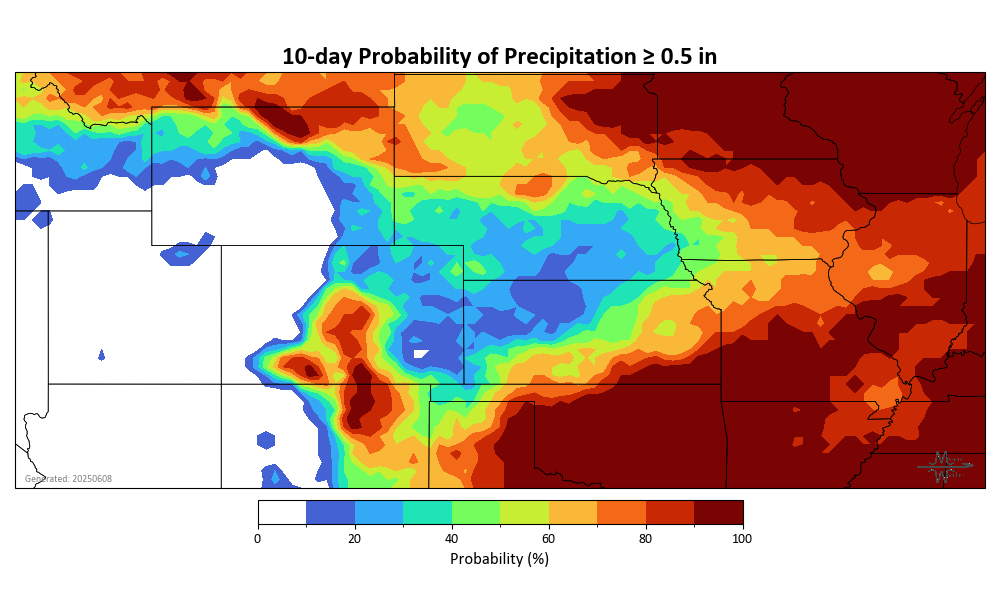 10-day Probability of Precipitation ≥ 0.5 in
Generated: 20250608
0 20 40 60 80 100
Probability (%)